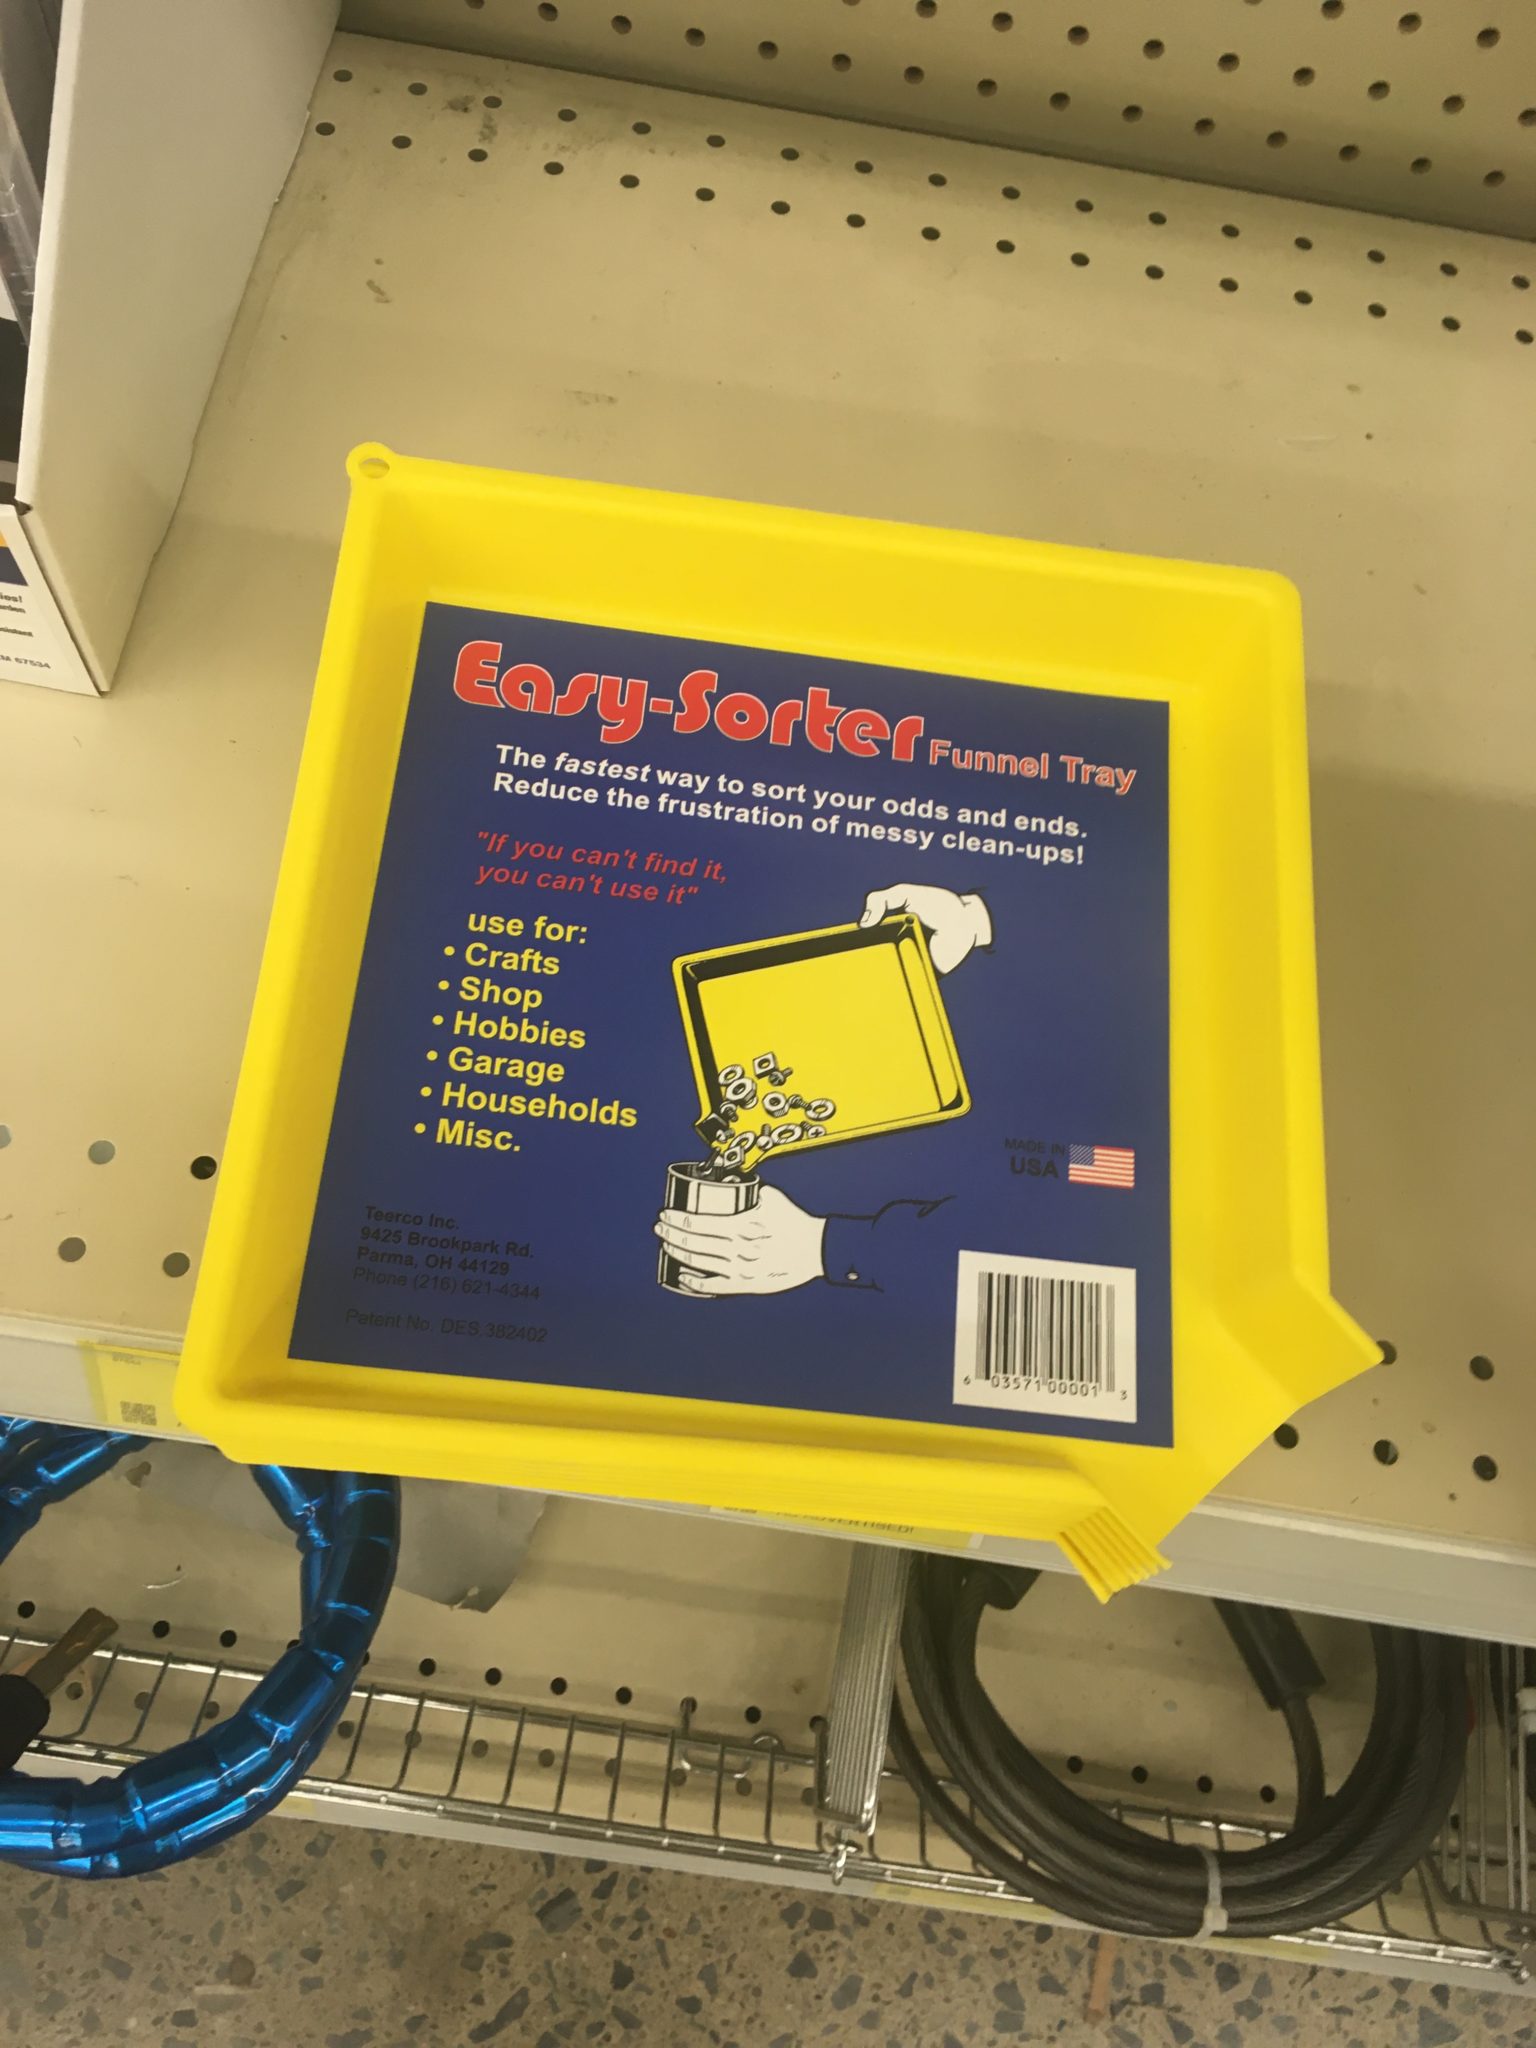 Easy-Sorter Funnel Tray
The fastest way to sort your odds and ends.
Reduce the frustration of messy clean-ups!
"If you can't find it,
you can't use it"
use for:
• Crafts
• Shop
• Hobbies
• Garage
• Households
• Misc.
MADE IN
USA
Teerco Inc.
9425 Brookpark Rd.
Parma, OH 44129
Phone (216) 621-4344
Patent No. DES.382402
6 03571 00001 3
67534
ADVERTISED!